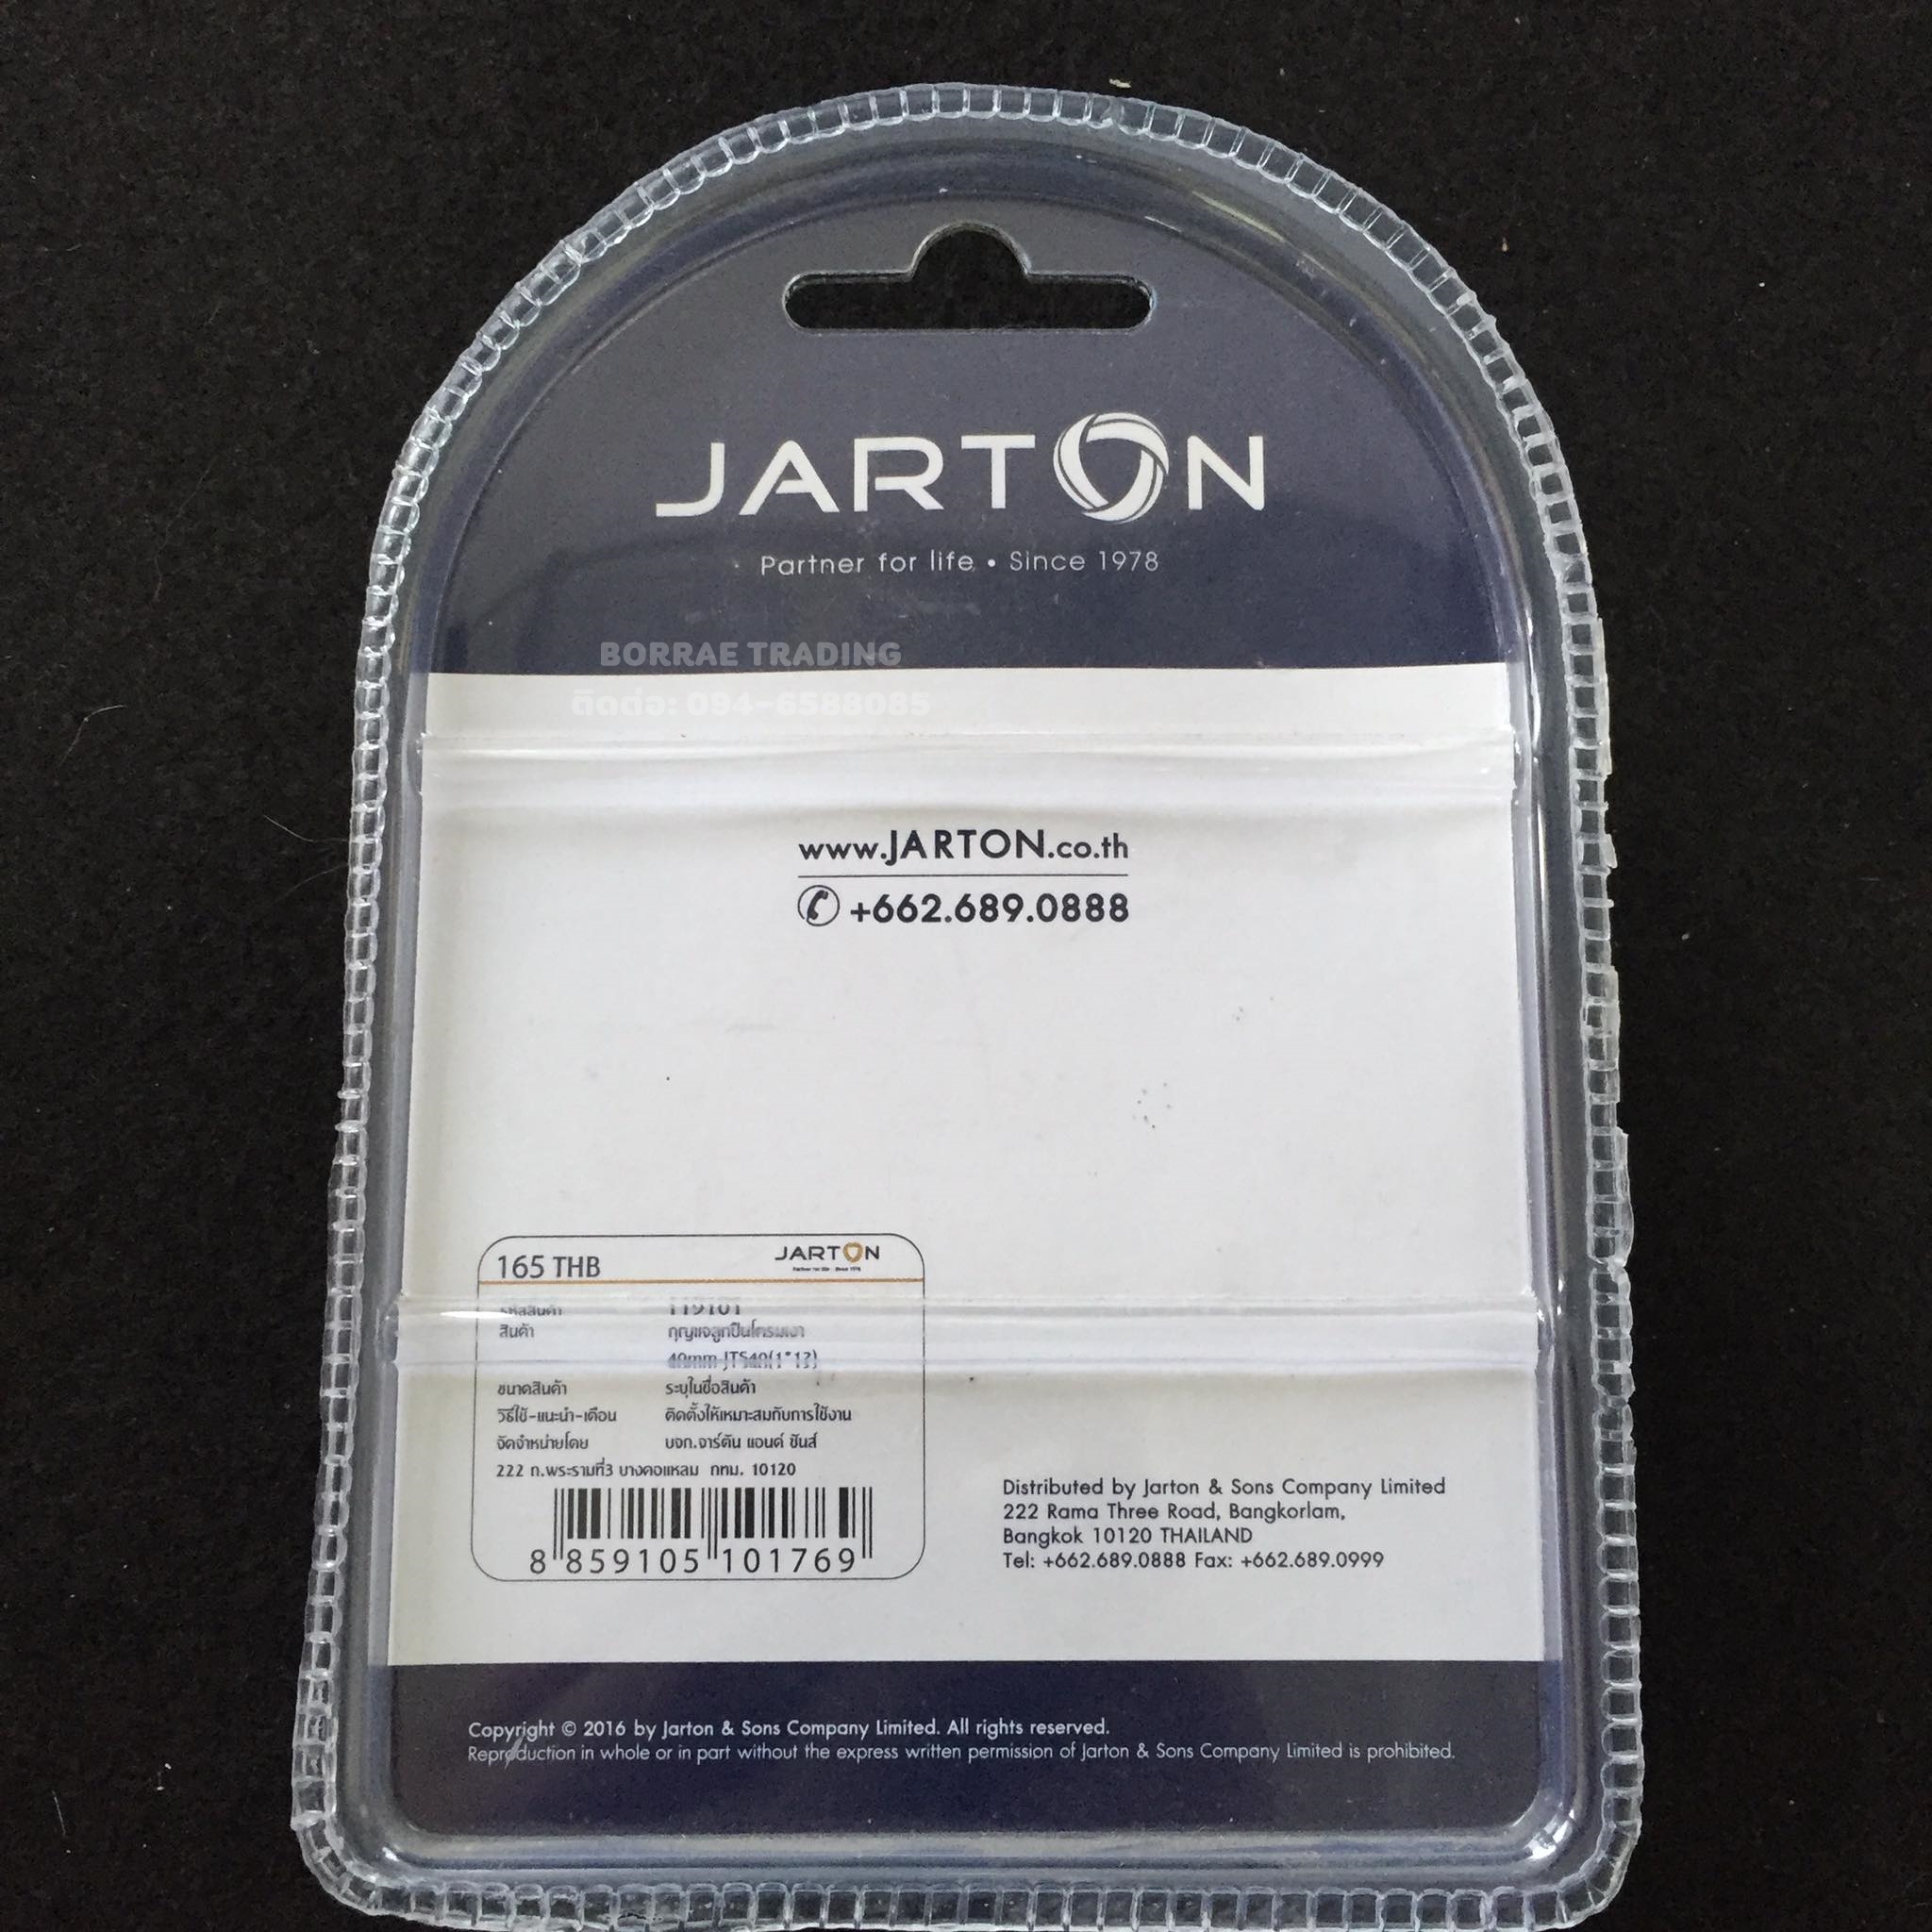 JARTON
Partner for life • Since 1978
BORRAE TRADING
ติดต่อ: 094-6588085
www.JARTON.co.th
+662.689.0888
165 THB JARTON
รหัสสินค้า 119101
สินค้า กุญแจลูกปืนโครมเงา
40mm-JTS40(1*12)
ขนาดสินค้า ระบุในชื่อสินค้า
วิธีใช้-แนะนำ-เตือน ติดตั้งให้เหมาะสมกับการใช้งาน
จัดจำหน่ายโดย บจก.จาร์ตัน แอนด์ ซันส์
222 ถ.พระรามที่3 บางคอแหลม กทม. 10120
8 859105 101769
Distributed by Jarton & Sons Company Limited
222 Rama Three Road, Bangkorlam,
Bangkok 10120 THAILAND
Tel: +662.689.0888 Fax: +662.689.0999
Copyright © 2016 by Jarton & Sons Company Limited. All rights reserved.
Reproduction in whole or in part without the express written permission of Jarton & Sons Company Limited is prohibited.